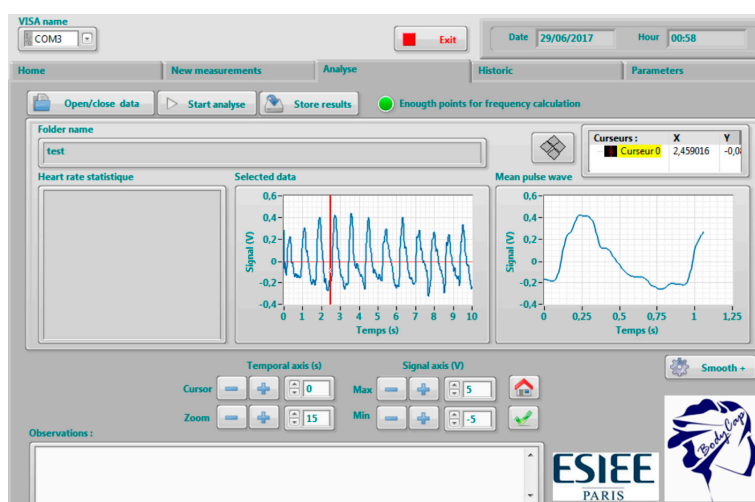 VISA name
COM3
Exit
Date 29/06/2017 Hour 00:58
Home New measurements Analyse Historic Parameters
Open/close data Start analyse Store results Enougth points for frequency calculation
Folder name
test
Curseurs : X Y
Curseur 0 2,459016 -0,08
Heart rate statistique Selected data Mean pulse wave
0,6
0,4
0,2
0
-0,2
-0,4
Signal (V)
0 1 2 3 4 5 6 7 8 9 10
Temps (s)
0,6
0,4
0,2
0
-0,2
-0,4
Signal (V)
0 0,25 0,5 0,75 1 1,25
Temps (s)
Temporal axis (s) Signal axis (V)
Cursor 0 Max 5
Zoom 15 Min -5
Smooth +
Observations :
ESIEE
PARIS
BodyCap